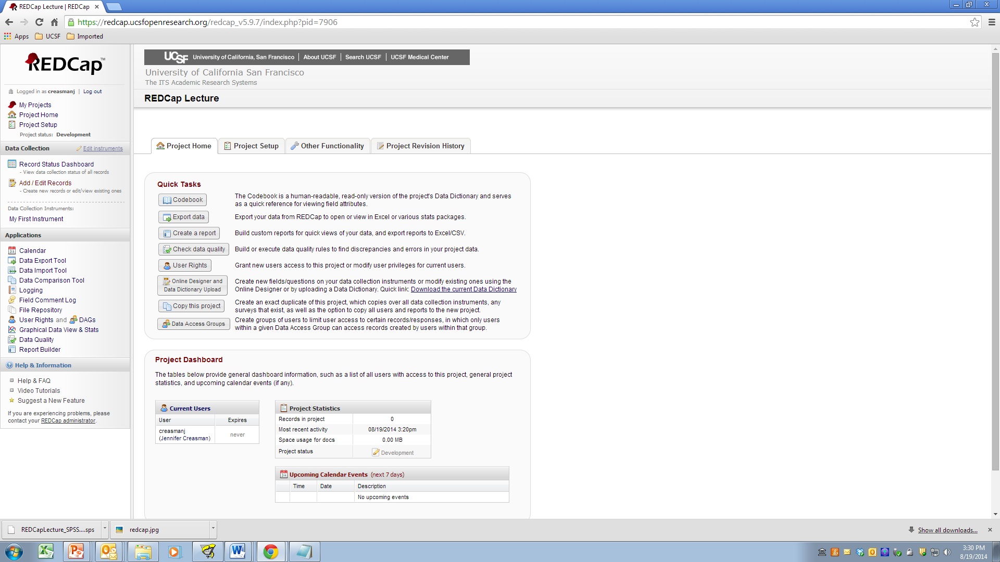 REDCap Lecture | REDCap
https://redcap.ucsfopenresearch.org/redcap_v5.9.7/index.php?pid=7906
Apps UCSF Imported
REDCap™
Logged in as creasmanj | Log out
My Projects
Project Home
Project Setup
Project status: Development
Data Collection Edit instruments
Record Status Dashboard
- View data collection status of all records
Add / Edit Records
- Create new records or edit/view existing ones
Data Collection Instruments:
My First Instrument
Applications
Calendar
Data Export Tool
Data Import Tool
Data Comparison Tool
Logging
Field Comment Log
File Repository
User Rights and DAGs
Graphical Data View & Stats
Data Quality
Report Builder
Help & Information
Help & FAQ
Video Tutorials
Suggest a New Feature
If you are experiencing problems, please
contact your REDCap administrator.
UCSF University of California, San Francisco | About UCSF | Search UCSF | UCSF Medical Center
University of California San Francisco
The ITS Academic Research Systems
REDCap Lecture
Project Home Project Setup Other Functionality Project Revision History
Quick Tasks
Codebook
The Codebook is a human-readable, read-only version of the project's Data Dictionary and serves
as a quick reference for viewing field attributes.
Export data Export your data from REDCap to open or view in Excel or various stats packages.
Create a report Build custom reports for quick views of your data, and export reports to Excel/CSV.
Check data quality Build or execute data quality rules to find discrepancies and errors in your project data.
User Rights Grant new users access to this project or modify user privileges for current users.
Online Designer and
Data Dictionary Upload
Create new fields/questions on your data collection instruments or modify existing ones using the
Online Designer or by uploading a Data Dictionary. Quick link: Download the current Data Dictionary
Copy this project
Create an exact duplicate of this project, which copies over all data collection instruments, any
surveys that exist, as well as the option to copy all users and reports to the new project.
Data Access Groups
Create groups of users to limit user access to certain records/responses, in which only users
within a given Data Access Group can access records created by users within that group.
Project Dashboard
The tables below provide general dashboard information, such as a list of all users with access to this project, general project
statistics, and upcoming calendar events (if any).
Current Users
User Expires
creasmanj
(Jennifer Creasman)
never
Project Statistics
Records in project 0
Most recent activity 08/19/2014 3:20pm
Space usage for docs 0.00 MB
Project status Development
31 Upcoming Calendar Events (next 7 days)
Time Date Description
No upcoming events
REDCapLecture_SPSS....sps redcap.jpg Show all downloads...
3:30 PM
8/19/2014